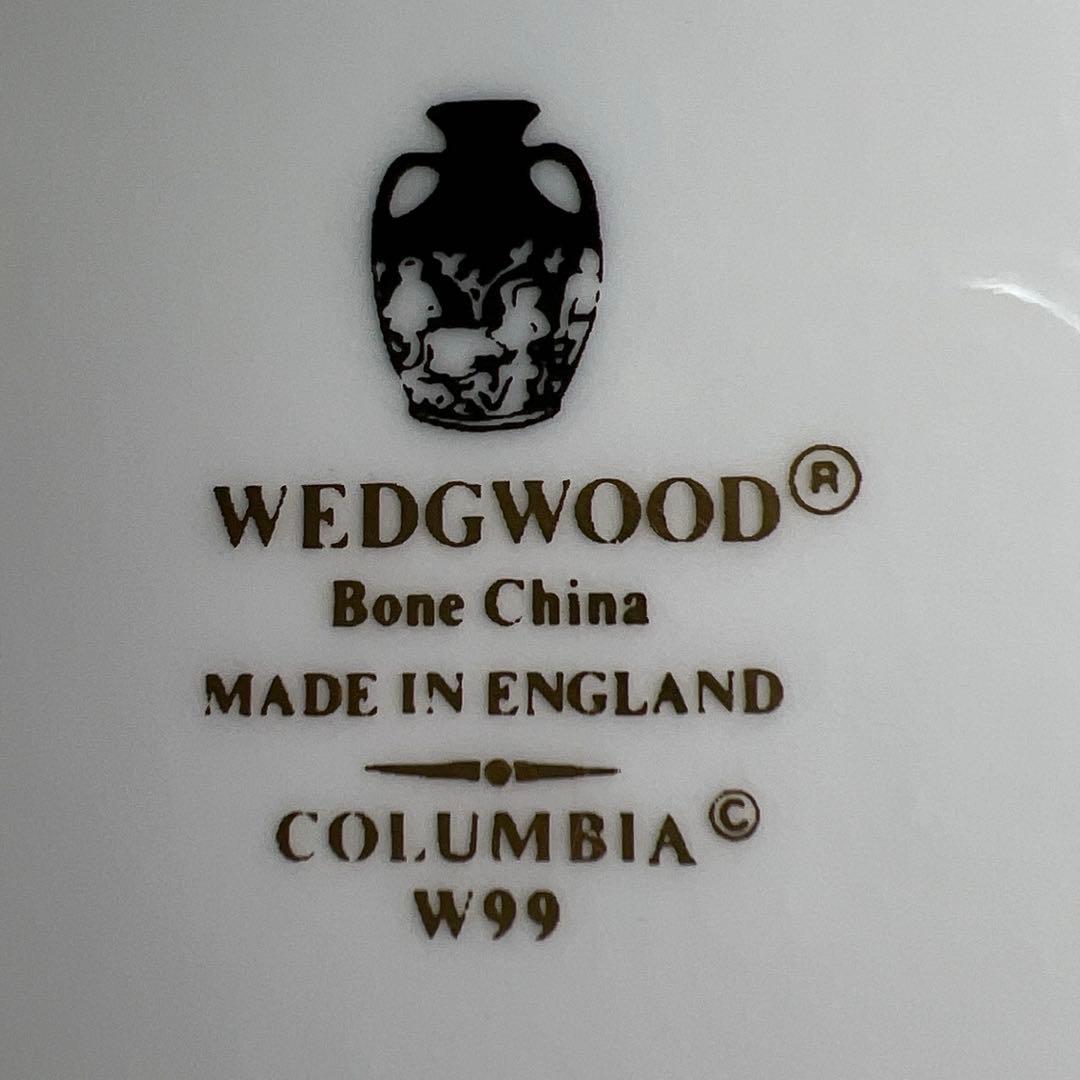 WEDGWOOD®
Bone China
MADE IN ENGLAND
COLUMBIA©
W99